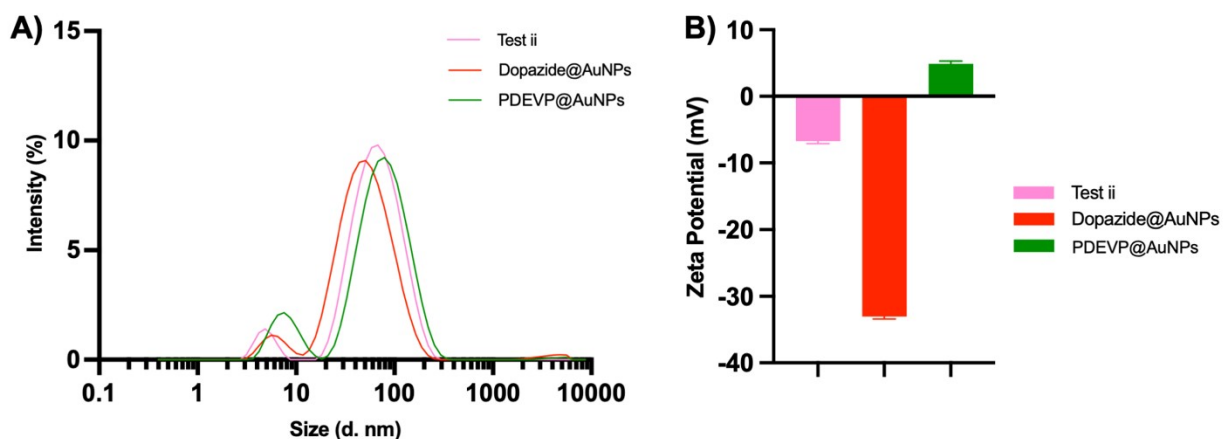 A)
15
10
5
0
Intensity (%)
0.1
1
10
100
1000
10000
Size (d. nm)
Test ii
Dopazide@AuNPs
PDEVP@AuNPs
B)
10
0
-10
-20
-30
-40
Zeta Potential (mV)
Test ii
Dopazide@AuNPs
PDEVP@AuNPs